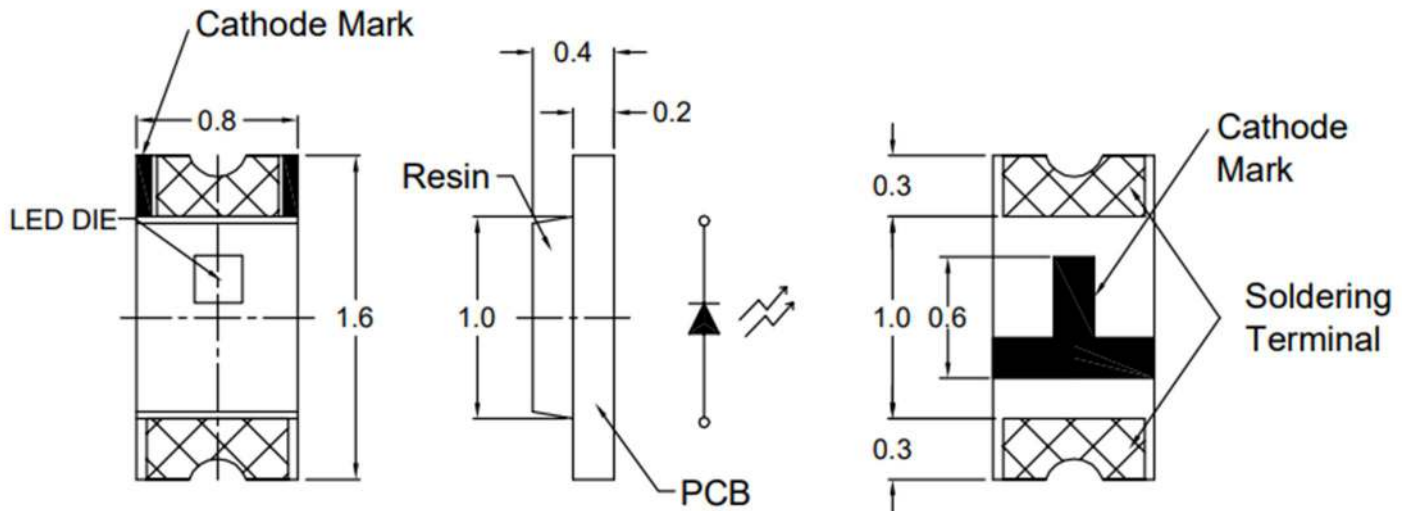 Cathode Mark
0.8
LED DIE
1.6
0.4
0.2
Resin
1.0
PCB
Cathode
Mark
0.3
1.0
0.6
0.3
Soldering
Terminal